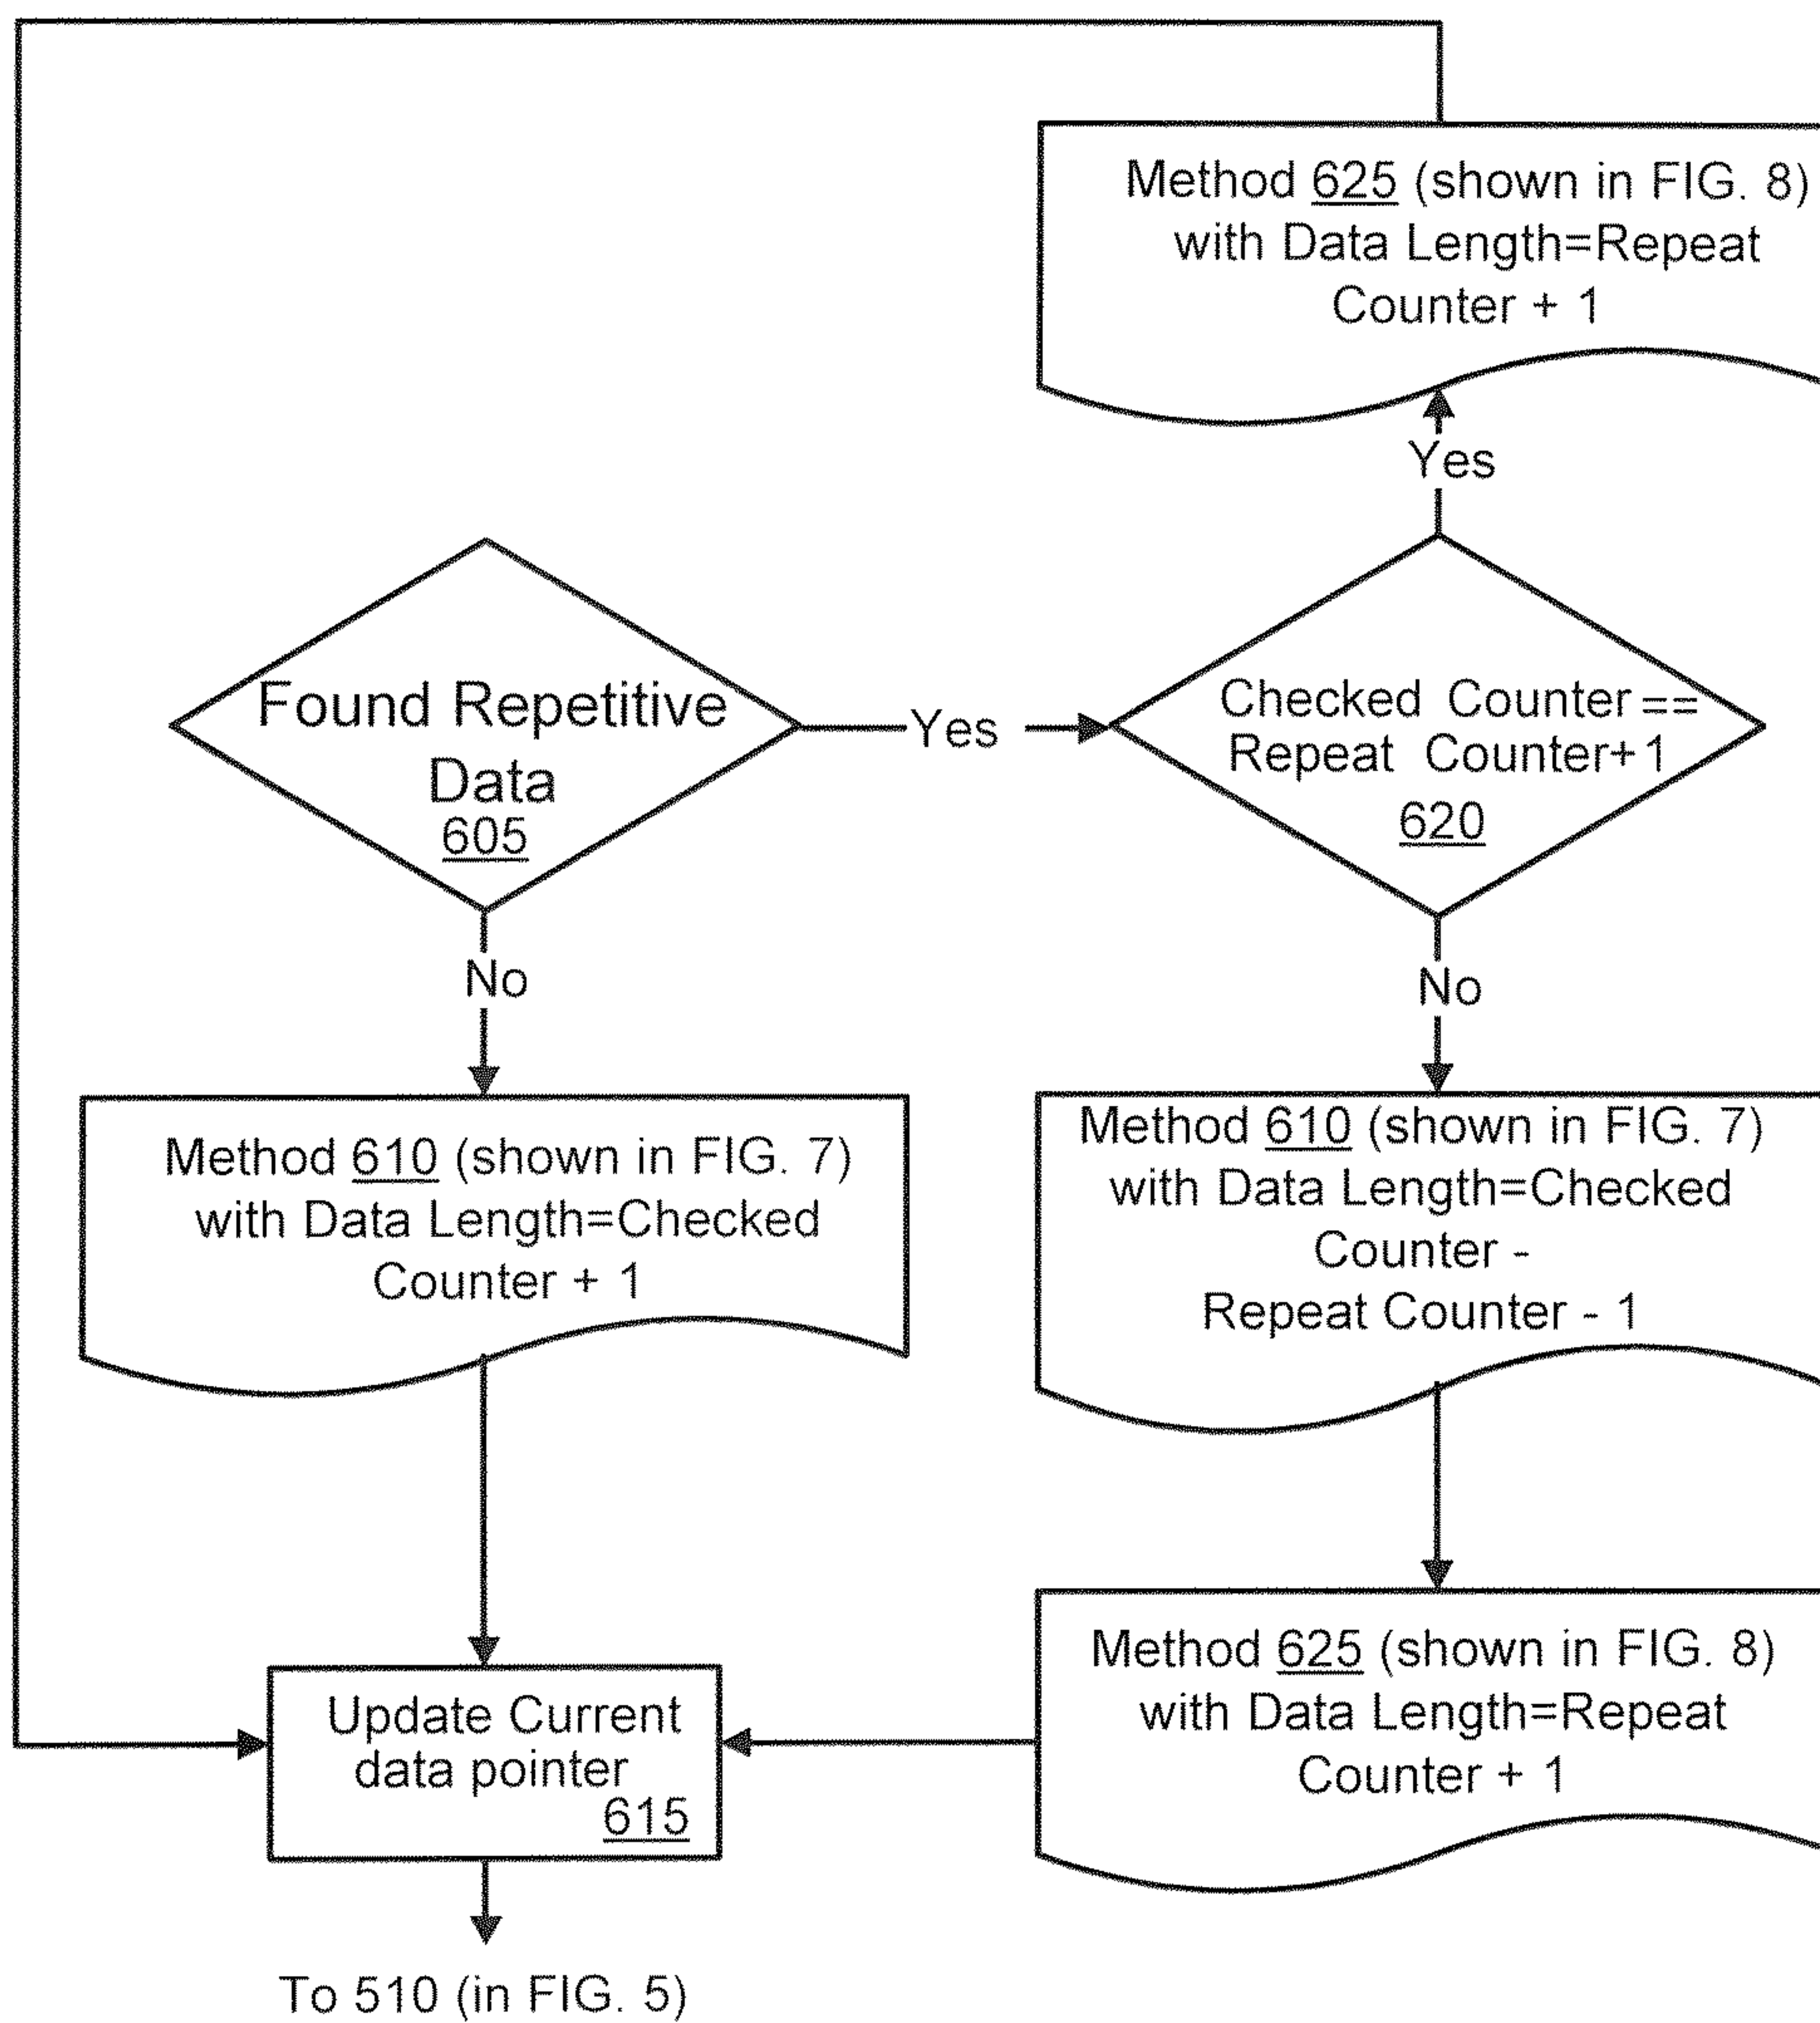 Method 625 (shown in FIG. 8)
with Data Length=Repeat
Counter + 1
Yes
Found Repetitive
Data
605
Yes
Checked Counter==
Repeat Counter+1
620
No
No
Method 610 (shown in FIG. 7)
with Data Length=Checked
Counter + 1
Method 610 (shown in FIG. 7)
with Data Length=Checked
Counter -
Repeat Counter - 1
Update Current
data pointer
615
Method 625 (shown in FIG. 8)
with Data Length=Repeat
Counter + 1
To 510 (in FIG. 5)